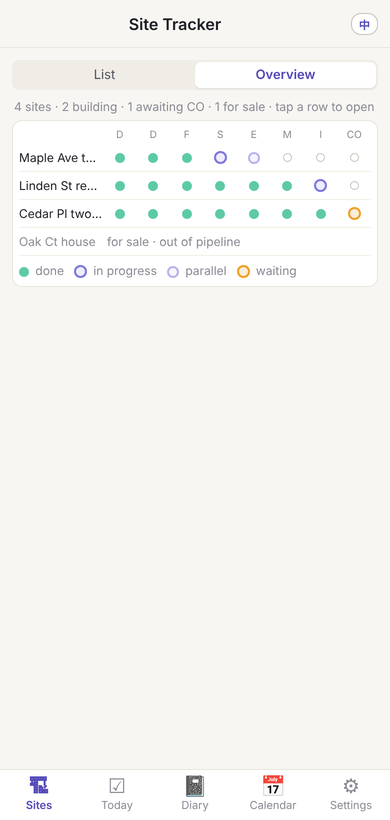 Site Tracker
中
List Overview
4 sites · 2 building · 1 awaiting CO · 1 for sale · tap a row to open
D D F S E M I CO
Maple Ave t...
Linden St re...
Cedar Pl two...
Oak Ct house for sale · out of pipeline
done in progress parallel waiting
July
17
Sites Today Diary Calendar Settings